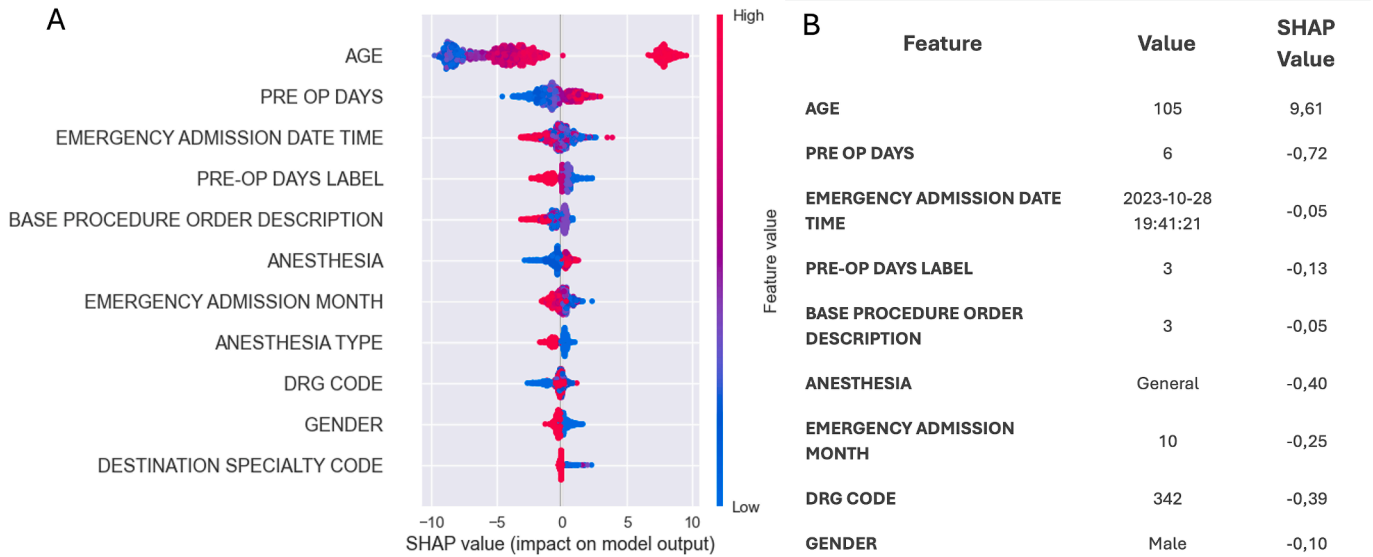 A
High
AGE
PRE OP DAYS
EMERGENCY ADMISSION DATE TIME
PRE-OP DAYS LABEL
BASE PROCEDURE ORDER DESCRIPTION
ANESTHESIA
EMERGENCY ADMISSION MONTH
ANESTHESIA TYPE
DRG CODE
GENDER
DESTINATION SPECIALTY CODE
Low
−10 −5 0 5 10
SHAP value (impact on model output)
Feature value
B
Feature Value SHAP
Value
AGE 105 9,61
PRE OP DAYS 6 -0,72
EMERGENCY ADMISSION DATE
TIME 2023-10-28
19:41:21 -0,05
PRE-OP DAYS LABEL 3 -0,13
BASE PROCEDURE ORDER
DESCRIPTION 3 -0,05
ANESTHESIA General -0,40
EMERGENCY ADMISSION
MONTH 10 -0,25
DRG CODE 342 -0,39
GENDER Male -0,10